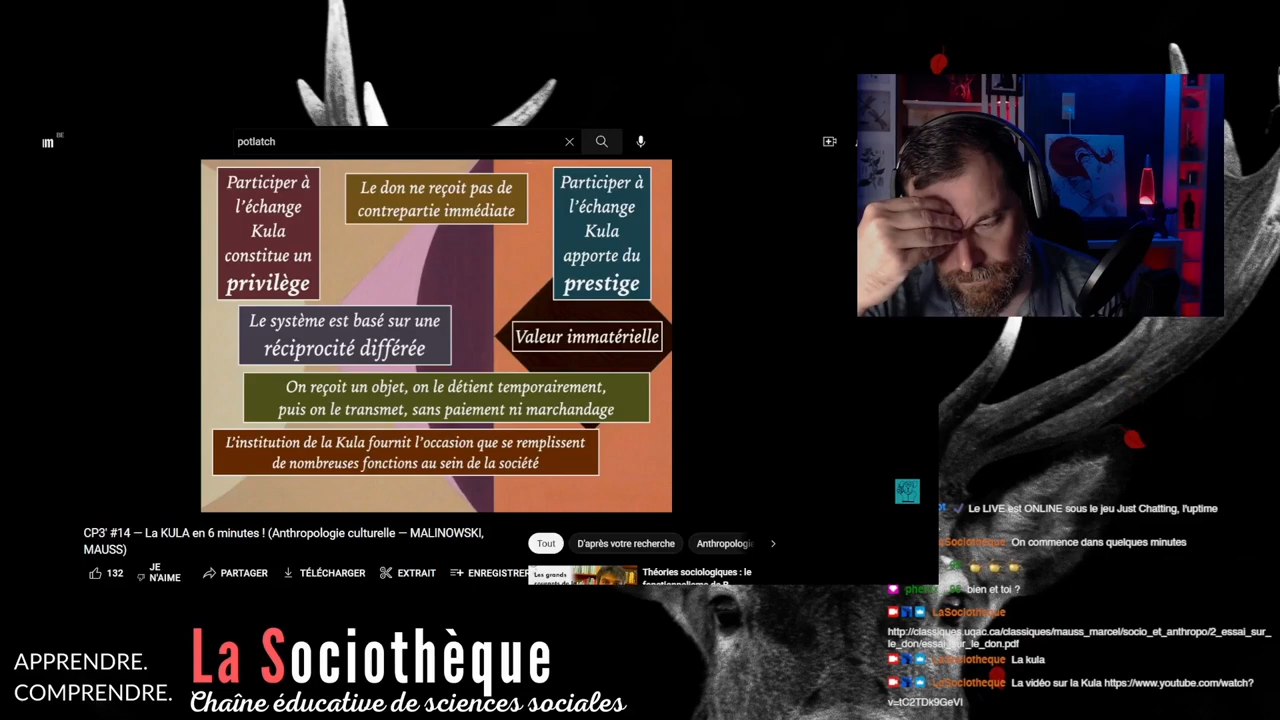 potlatch
Participer à
l'échange
Kula
constitue un
privilège
Le don ne reçoit pas de
contrepartie immédiate
Participer à
l'échange
Kula
apporte du
prestige
Le système est basé sur une
réciprocité différée
Valeur immatérielle
On reçoit un objet, on le détient temporairement,
puis on le transmet, sans paiement ni marchandage
L'institution de la Kula fournit l'occasion que se remplissent
de nombreuses fonctions au sein de la société
CP3' #14 – La KULA en 6 minutes ! (Anthropologie culturelle – MALINOWSKI,
MAUSS)
132
JE
N'AIME
PARTAGER
TÉLÉCHARGER
EXTRAIT
ENREGISTRER
Tout
D'après votre recherche
Anthropologie
Les grands
Théories sociologiques : le
Le LIVE est ONLINE sous le jeu Just Chatting, l'uptime
Sociotheque On commence dans quelques minutes
bien et toi ?
LaSociotheque
http://classiques.uqac.ca/classiques/mauss_marcel/socio_et_anthropo/2_essai_sur_
le_don/essai_sur_le_don.pdf
LaSociotheque La kula
LaSociotheque La vidéo sur la Kula https://www.youtube.com/watch?
v=tC2TDk9GeVI
APPRENDRE.
COMPRENDRE.
La Sociothèque
Chaîne éducative de sciences sociales